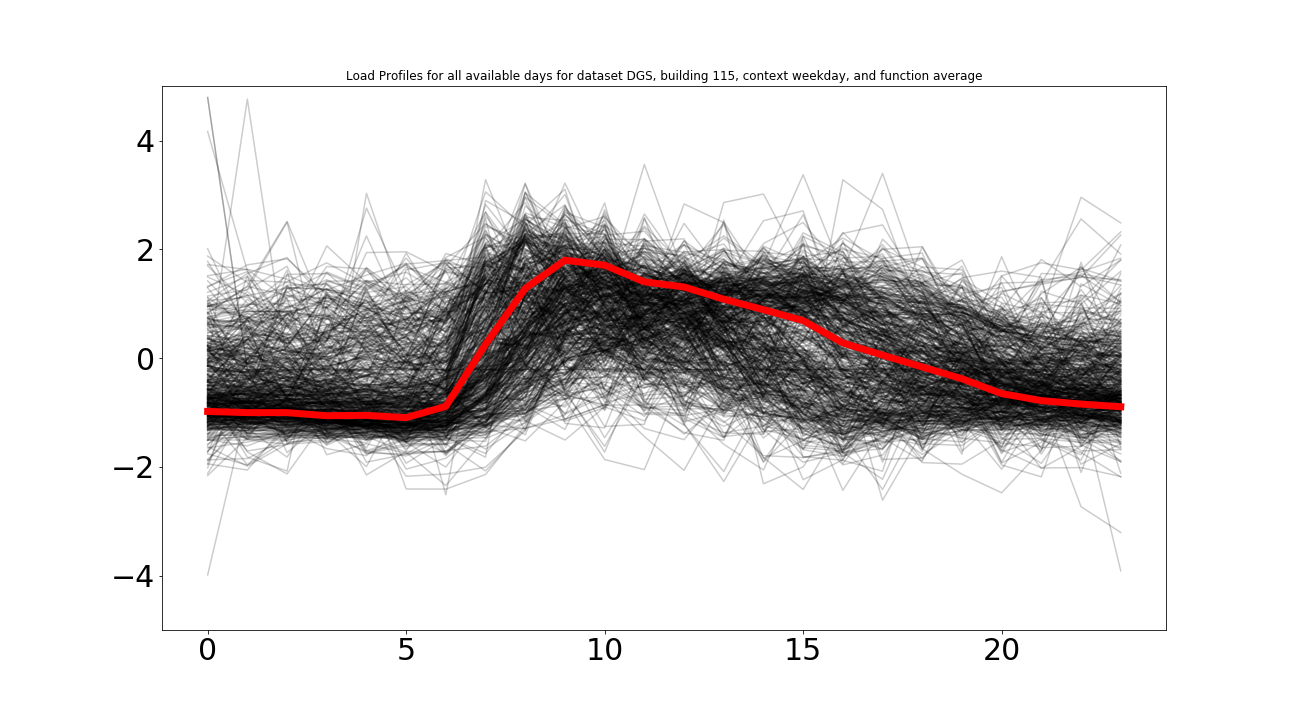 Load Profiles for all available days for dataset DGS, building 115, context weekday, and function average
4
2
0
−2
−4
0 5 10 15 20